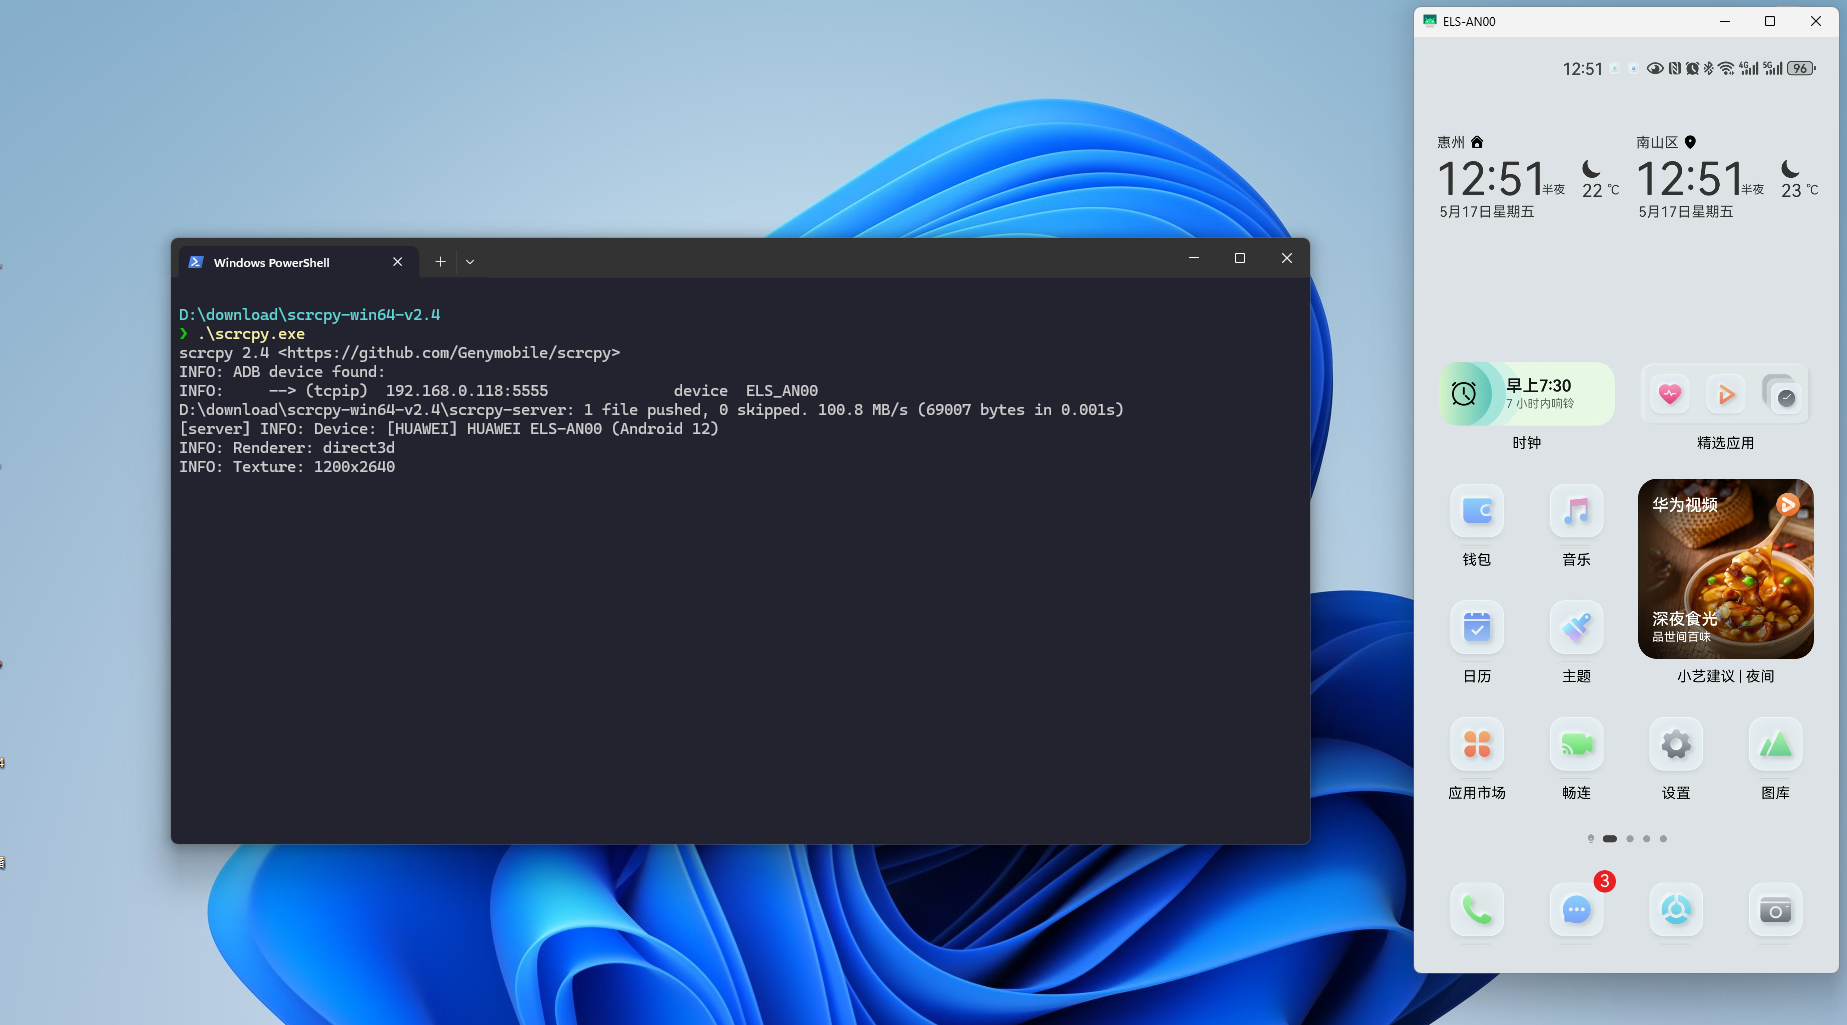 Windows PowerShell
D:\download\scrcpy-win64-v2.4
❯ .\scrcpy.exe
scrcpy 2.4 <https://github.com/Genymobile/scrcpy>
INFO: ADB device found:
INFO:     --> (tcpip)  192.168.0.118:5555              device  ELS_AN00
D:\download\scrcpy-win64-v2.4\scrcpy-server: 1 file pushed, 0 skipped. 100.8 MB/s (69007 bytes in 0.001s)
[server] INFO: Device: [HUAWEI] HUAWEI ELS-AN00 (Android 12)
INFO: Renderer: direct3d
INFO: Texture: 1200x2640
ELS-AN00
12:51 4G 5G 96
惠州 南山区
12:51 半夜 22 °C 12:51 半夜 23 °C
5月17日星期五 5月17日星期五
早上7:30
7 小时内响铃
时钟 精选应用
华为视频
钱包 音乐
深夜食光
品世间百味
日历 主题 小艺建议 | 夜间
应用市场 畅连 设置 图库
3